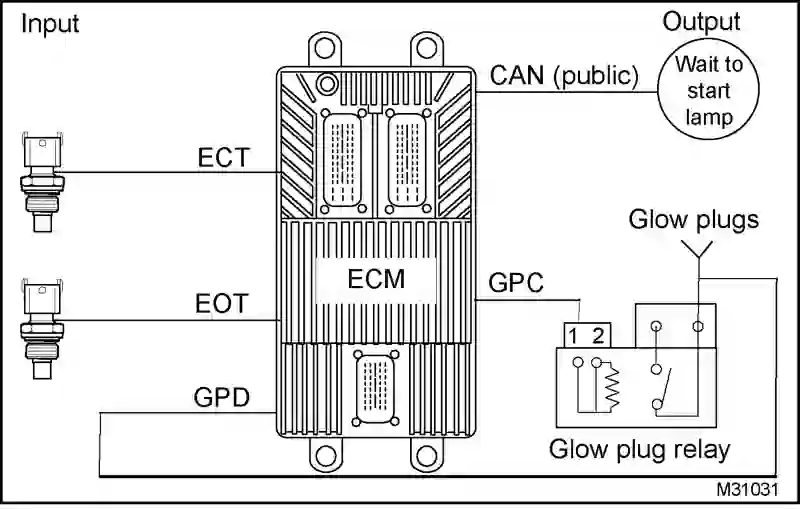 Input
Output
CAN (public)
Wait to
start
lamp
ECT
Glow plugs
ECM
GPC
EOT
1 2
GPD
Glow plug relay
M31031